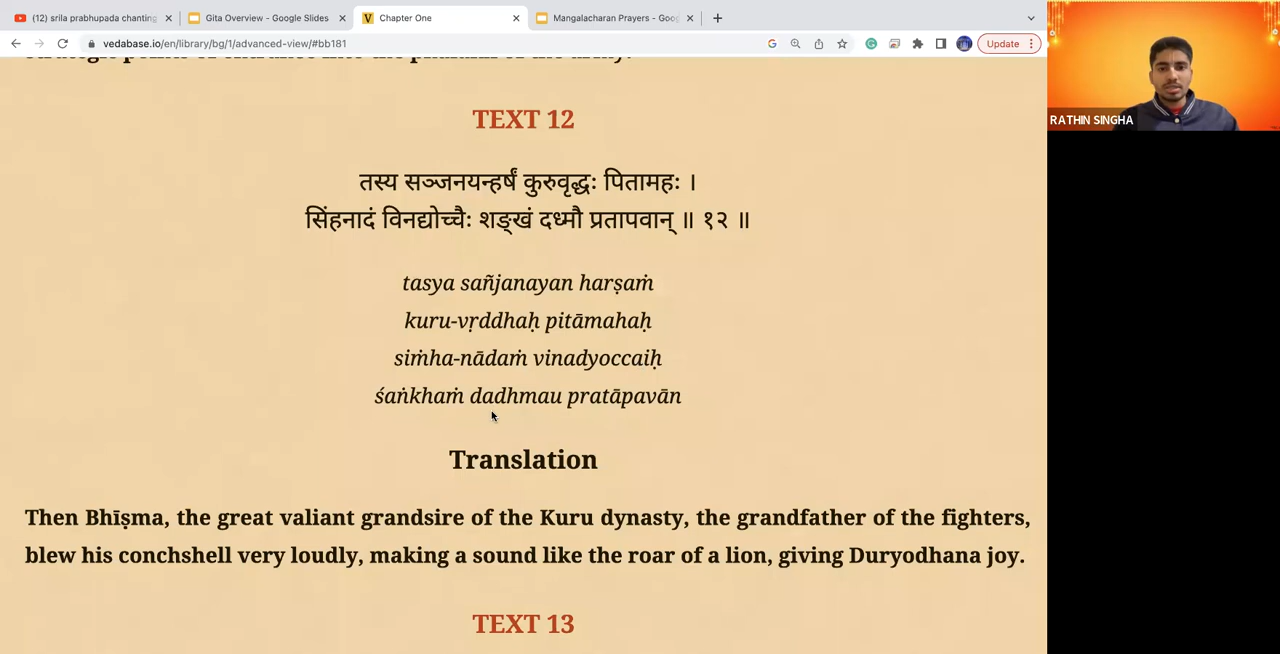 (12) srila prabhupada chanting
Gita Overview - Google Slides
Chapter One
Mangalacharan Prayers - Goog
vedabase.io/en/library/bg/1/advanced-view/#bb181
Update
RATHIN SINGHA
TEXT 12
तस्य सञ्जनयन्हर्षं कुरुवृद्धः पितामहः ।
सिंहनादं विनद्योच्चैः शङ्खं दध्मौ प्रतापवान् ॥ १२ ॥
tasya sañjanayan harṣaṁ
kuru-vṛddhaḥ pitāmahaḥ
siṁha-nādaṁ vinadyoccaiḥ
śaṅkhaṁ dadhmau pratāpavān
Translation
Then Bhīṣma, the great valiant grandsire of the Kuru dynasty, the grandfather of the fighters,
blew his conchshell very loudly, making a sound like the roar of a lion, giving Duryodhana joy.
TEXT 13